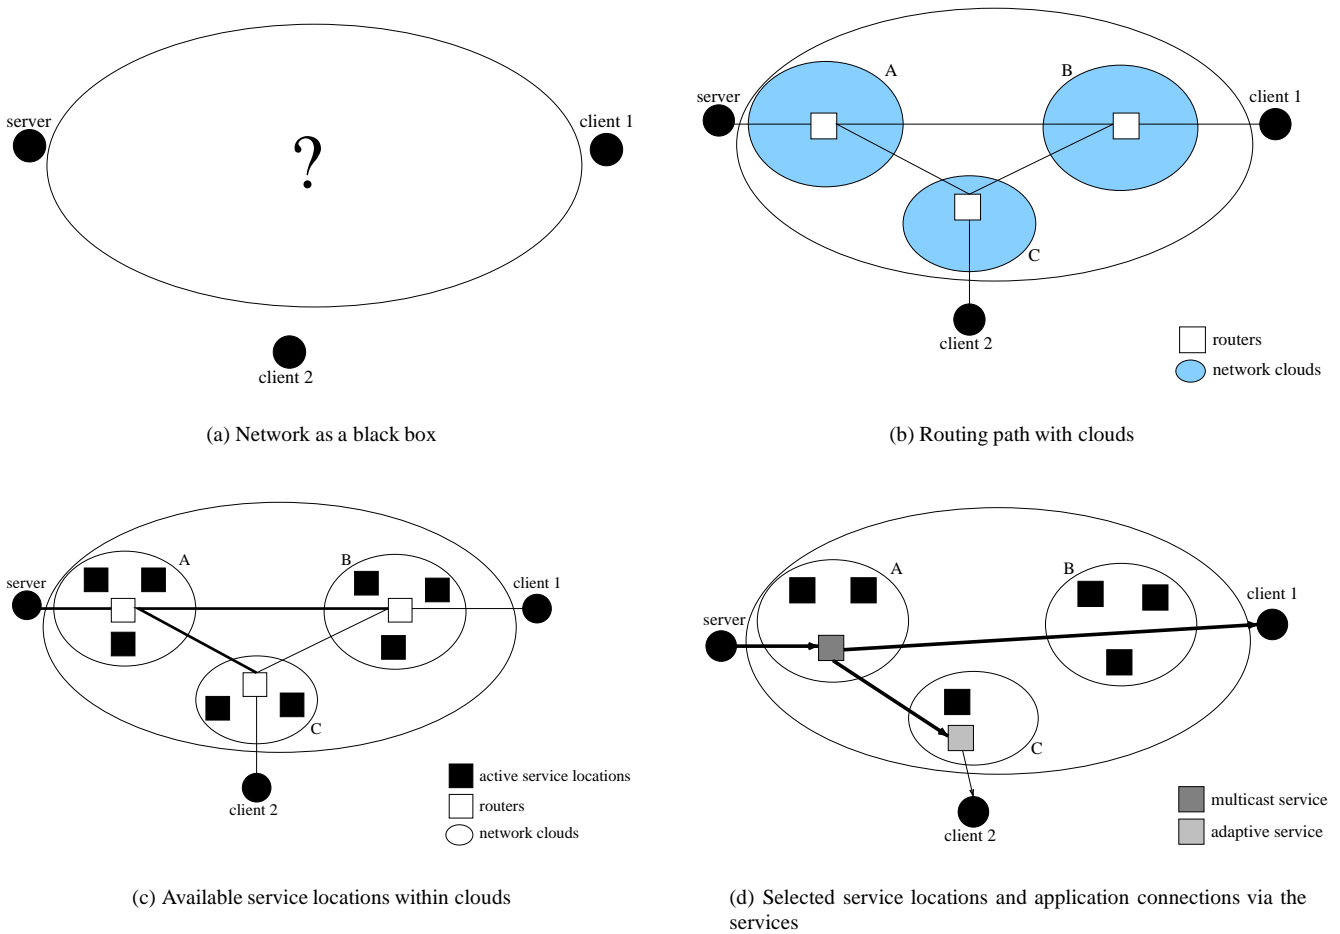 server
client 1
?
client 2
(a) Network as a black box
server
A
B
client 1
C
client 2
routers
network clouds
(b) Routing path with clouds
server
A
B
client 1
C
client 2
active service locations
routers
network clouds
(c) Available service locations within clouds
server
A
B
client 1
C
client 2
multicast service
adaptive service
(d) Selected service locations and application connections via the
services